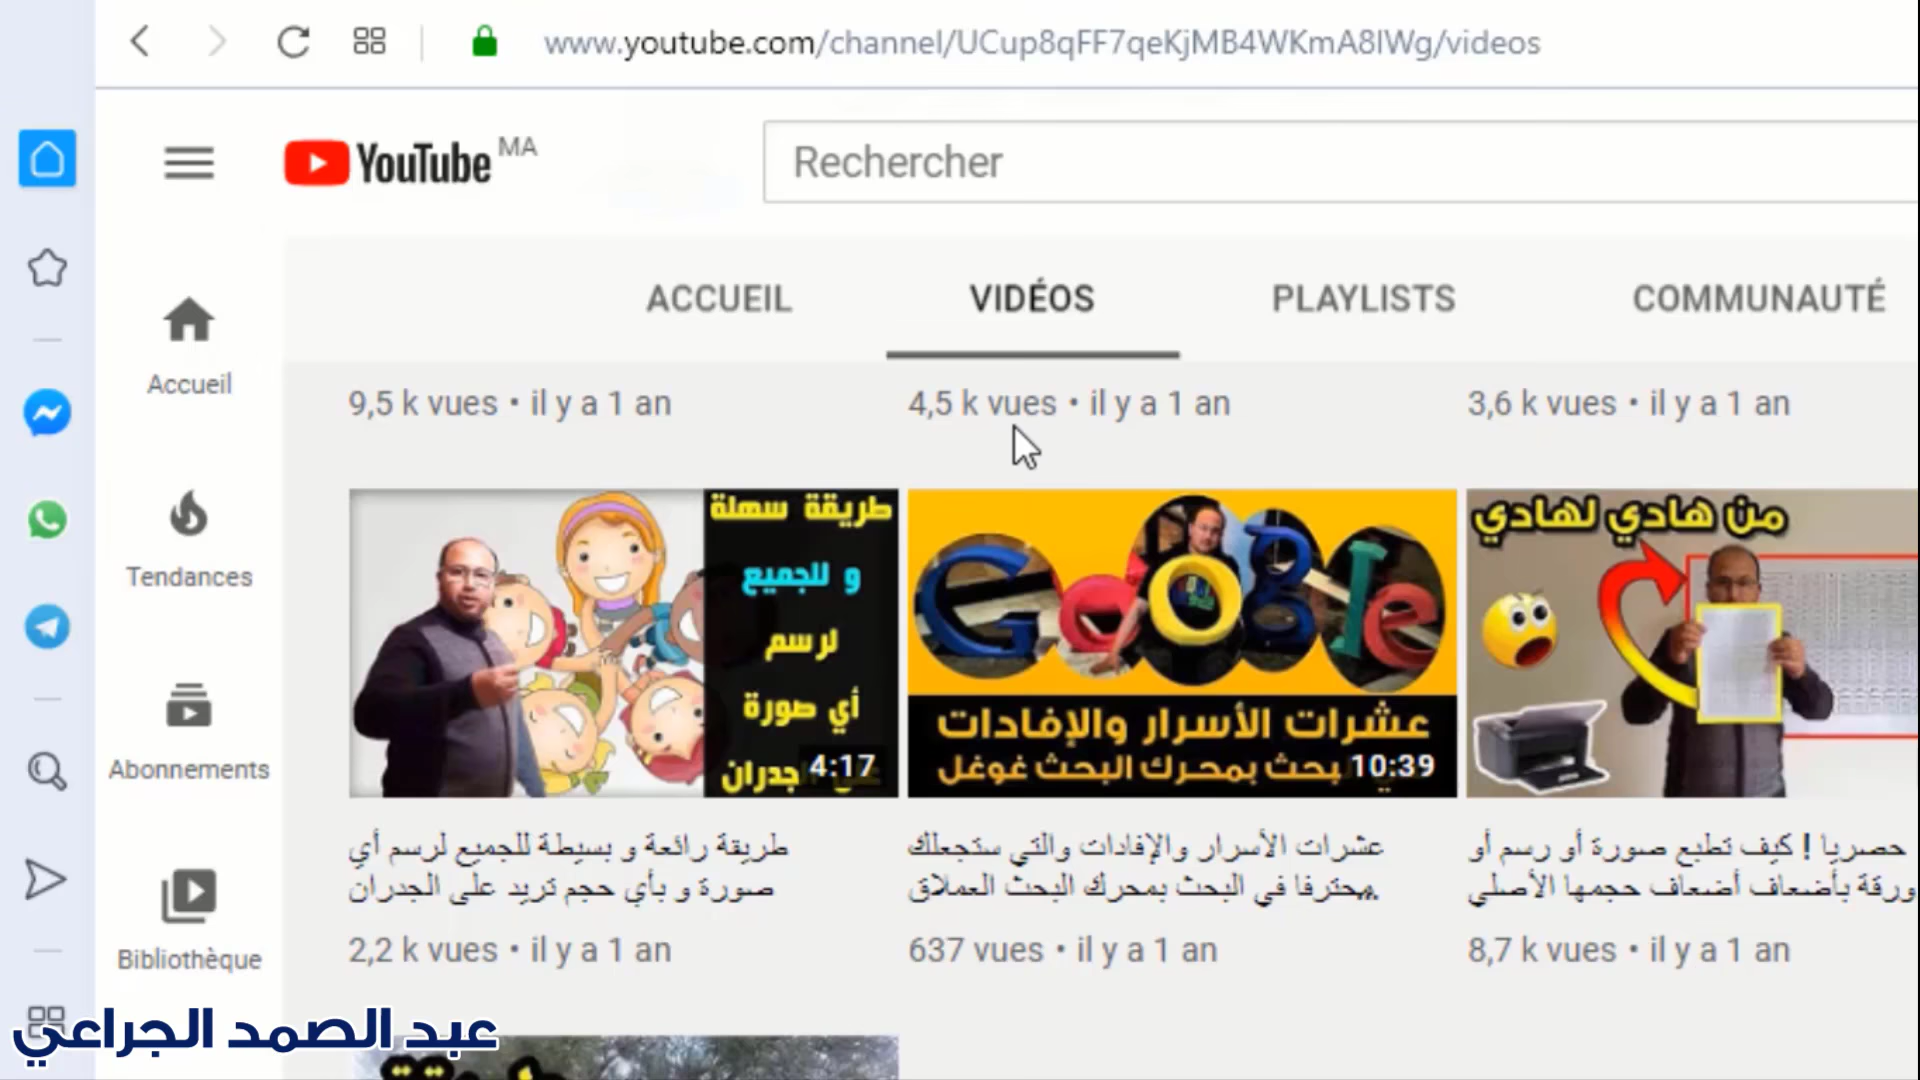 www.youtube.com/channel/UCup8qFF7qeKjMB4WKmA8lWg/videos
YouTube MA
Rechercher
ACCUEIL
VIDÉOS
PLAYLISTS
COMMUNAUTÉ
Accueil
Tendances
Abonnements
Bibliothèque
9,5 k vues • il y a 1 an
4,5 k vues • il y a 1 an
3,6 k vues • il y a 1 an
طريقة سهلة
و للجميع
لرسم
أي صورة
جدران
4:17
Google
عشرات الأسرار والإفادات
بحث بمحرك البحث غوغل
10:39
من هادي لهادي
طريقة رائعة و بسيطة للجميع لرسم أي
صورة و بأي حجم تريد على الجدران
2,2 k vues • il y a 1 an
عشرات الأسرار والإفادات والتي ستجعلك
محترفا في البحث بمحرك البحث العملاق
637 vues • il y a 1 an
حصريا ! كيف تطبع صورة أو رسم أو
ورقة بأضعاف أضعاف حجمها الأصلي
8,7 k vues • il y a 1 an
عبد الصمد الجراعي